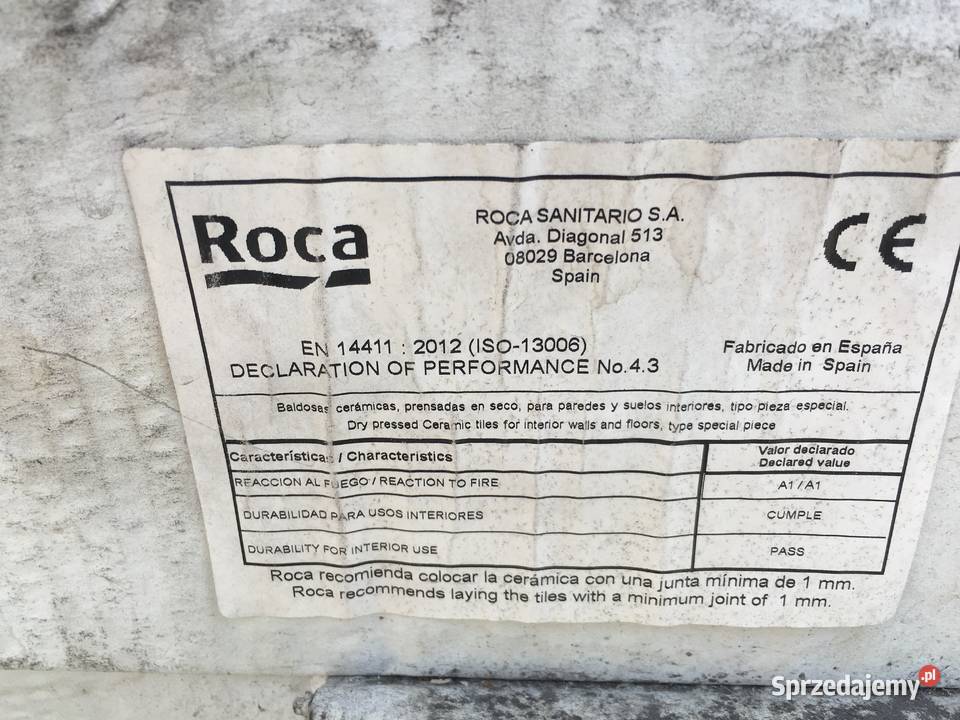 Roca
ROCA SANITARIO S.A.
Avda. Diagonal 513
08029 Barcelona
Spain
CE
EN 14411 : 2012 (ISO-13006)
DECLARATION OF PERFORMANCE No.4.3
Fabricado en España
Made in Spain
Baldosas cerámicas, prensadas en seco, para paredes y suelos interiores, tipo pieza especial.
Dry pressed Ceramic tiles for interior walls and floors, type special piece
Características / Characteristics
Valor declarado
Declared value
REACCION AL FUEGO / REACTION TO FIRE
A1 / A1
DURABILIDAD PARA USOS INTERIORES
CUMPLE
DURABILITY FOR INTERIOR USE
PASS
Roca recomienda colocar la cerámica con una junta mínima de 1 mm.
Roca recommends laying the tiles with a minimum joint of 1 mm.
Sprzedajemy.pl